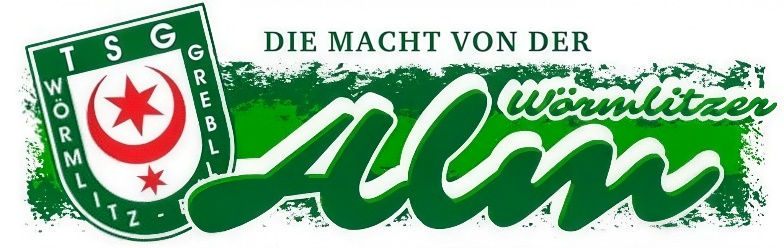 DIE MACHT VON DER
TSG
WÖRMLITZ-
GREBL
Wörmlitzer
Alm